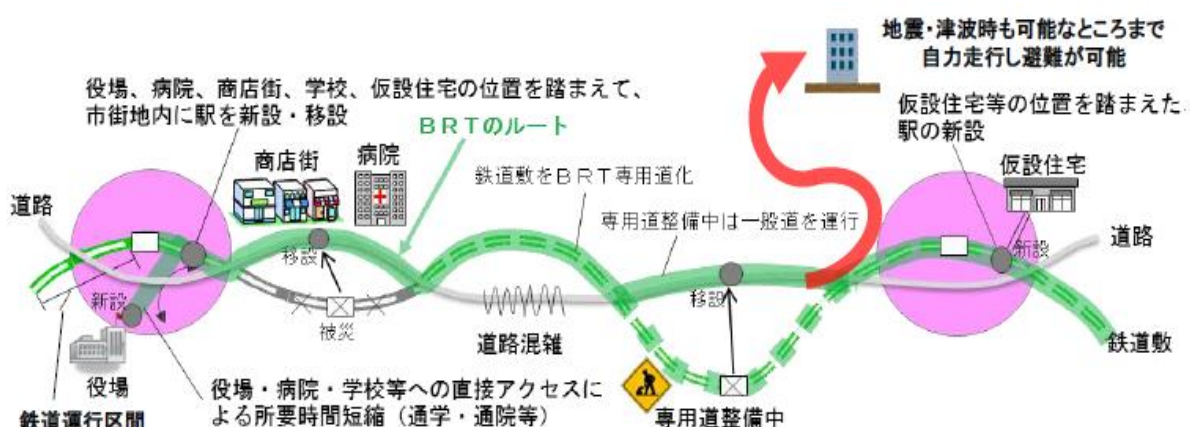 地震・津波時も可能なところまで
自力走行し避難が可能
役場、病院、商店街、学校、仮設住宅の位置を踏まえて、
市街地内に駅を新設・移設
仮設住宅等の位置を踏まえた
駅の新設
BRTのルート
商店街
病院
鉄道敷をBRT専用道化
仮設住宅
道路
専用道整備中は一般道を運行
道路
移設
新設
新設
移設
被災
道路混雑
鉄道敷
役場
役場・病院・学校等への直接アクセスに
よる所要時間短縮（通学・通院等）
専用道整備中
鉄道運行区間